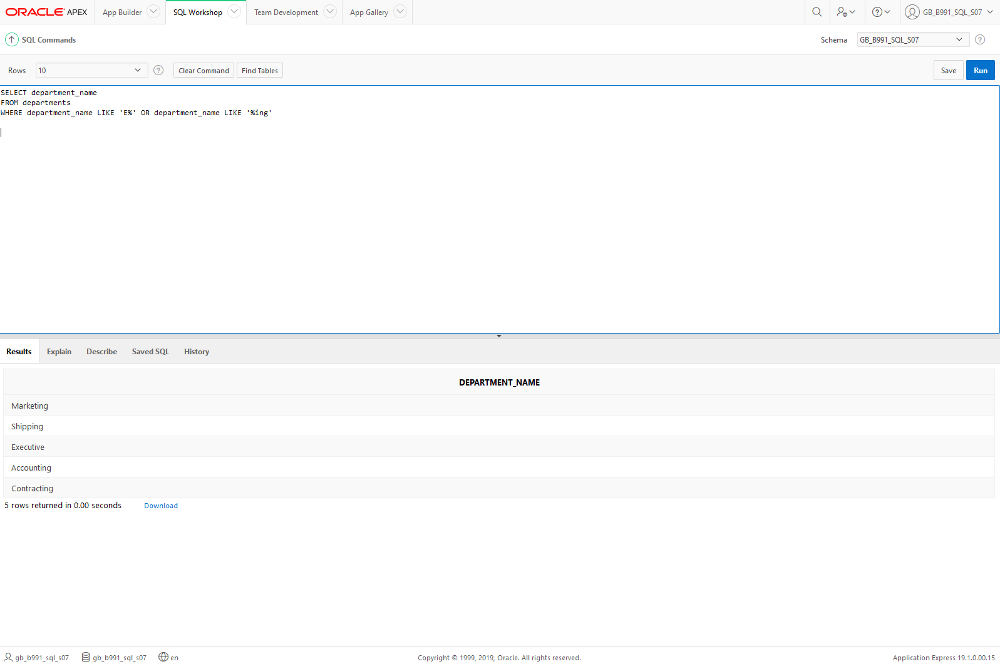 ORACLE APEX App Builder SQL Workshop Team Development App Gallery GB_B991_SQL_S07
SQL Commands Schema GB_B991_SQL_S07
Rows 10 Clear Command Find Tables Save Run
SELECT department_name
FROM departments
WHERE department_name LIKE 'E%' OR department_name LIKE '%ing'
Results Explain Describe Saved SQL History
DEPARTMENT_NAME
Marketing
Shipping
Executive
Accounting
Contracting
5 rows returned in 0.00 seconds Download
gb_b991_sql_s07 gb_b991_sql_s07 en Copyright © 1999, 2019, Oracle. All rights reserved. Application Express 19.1.0.00.15